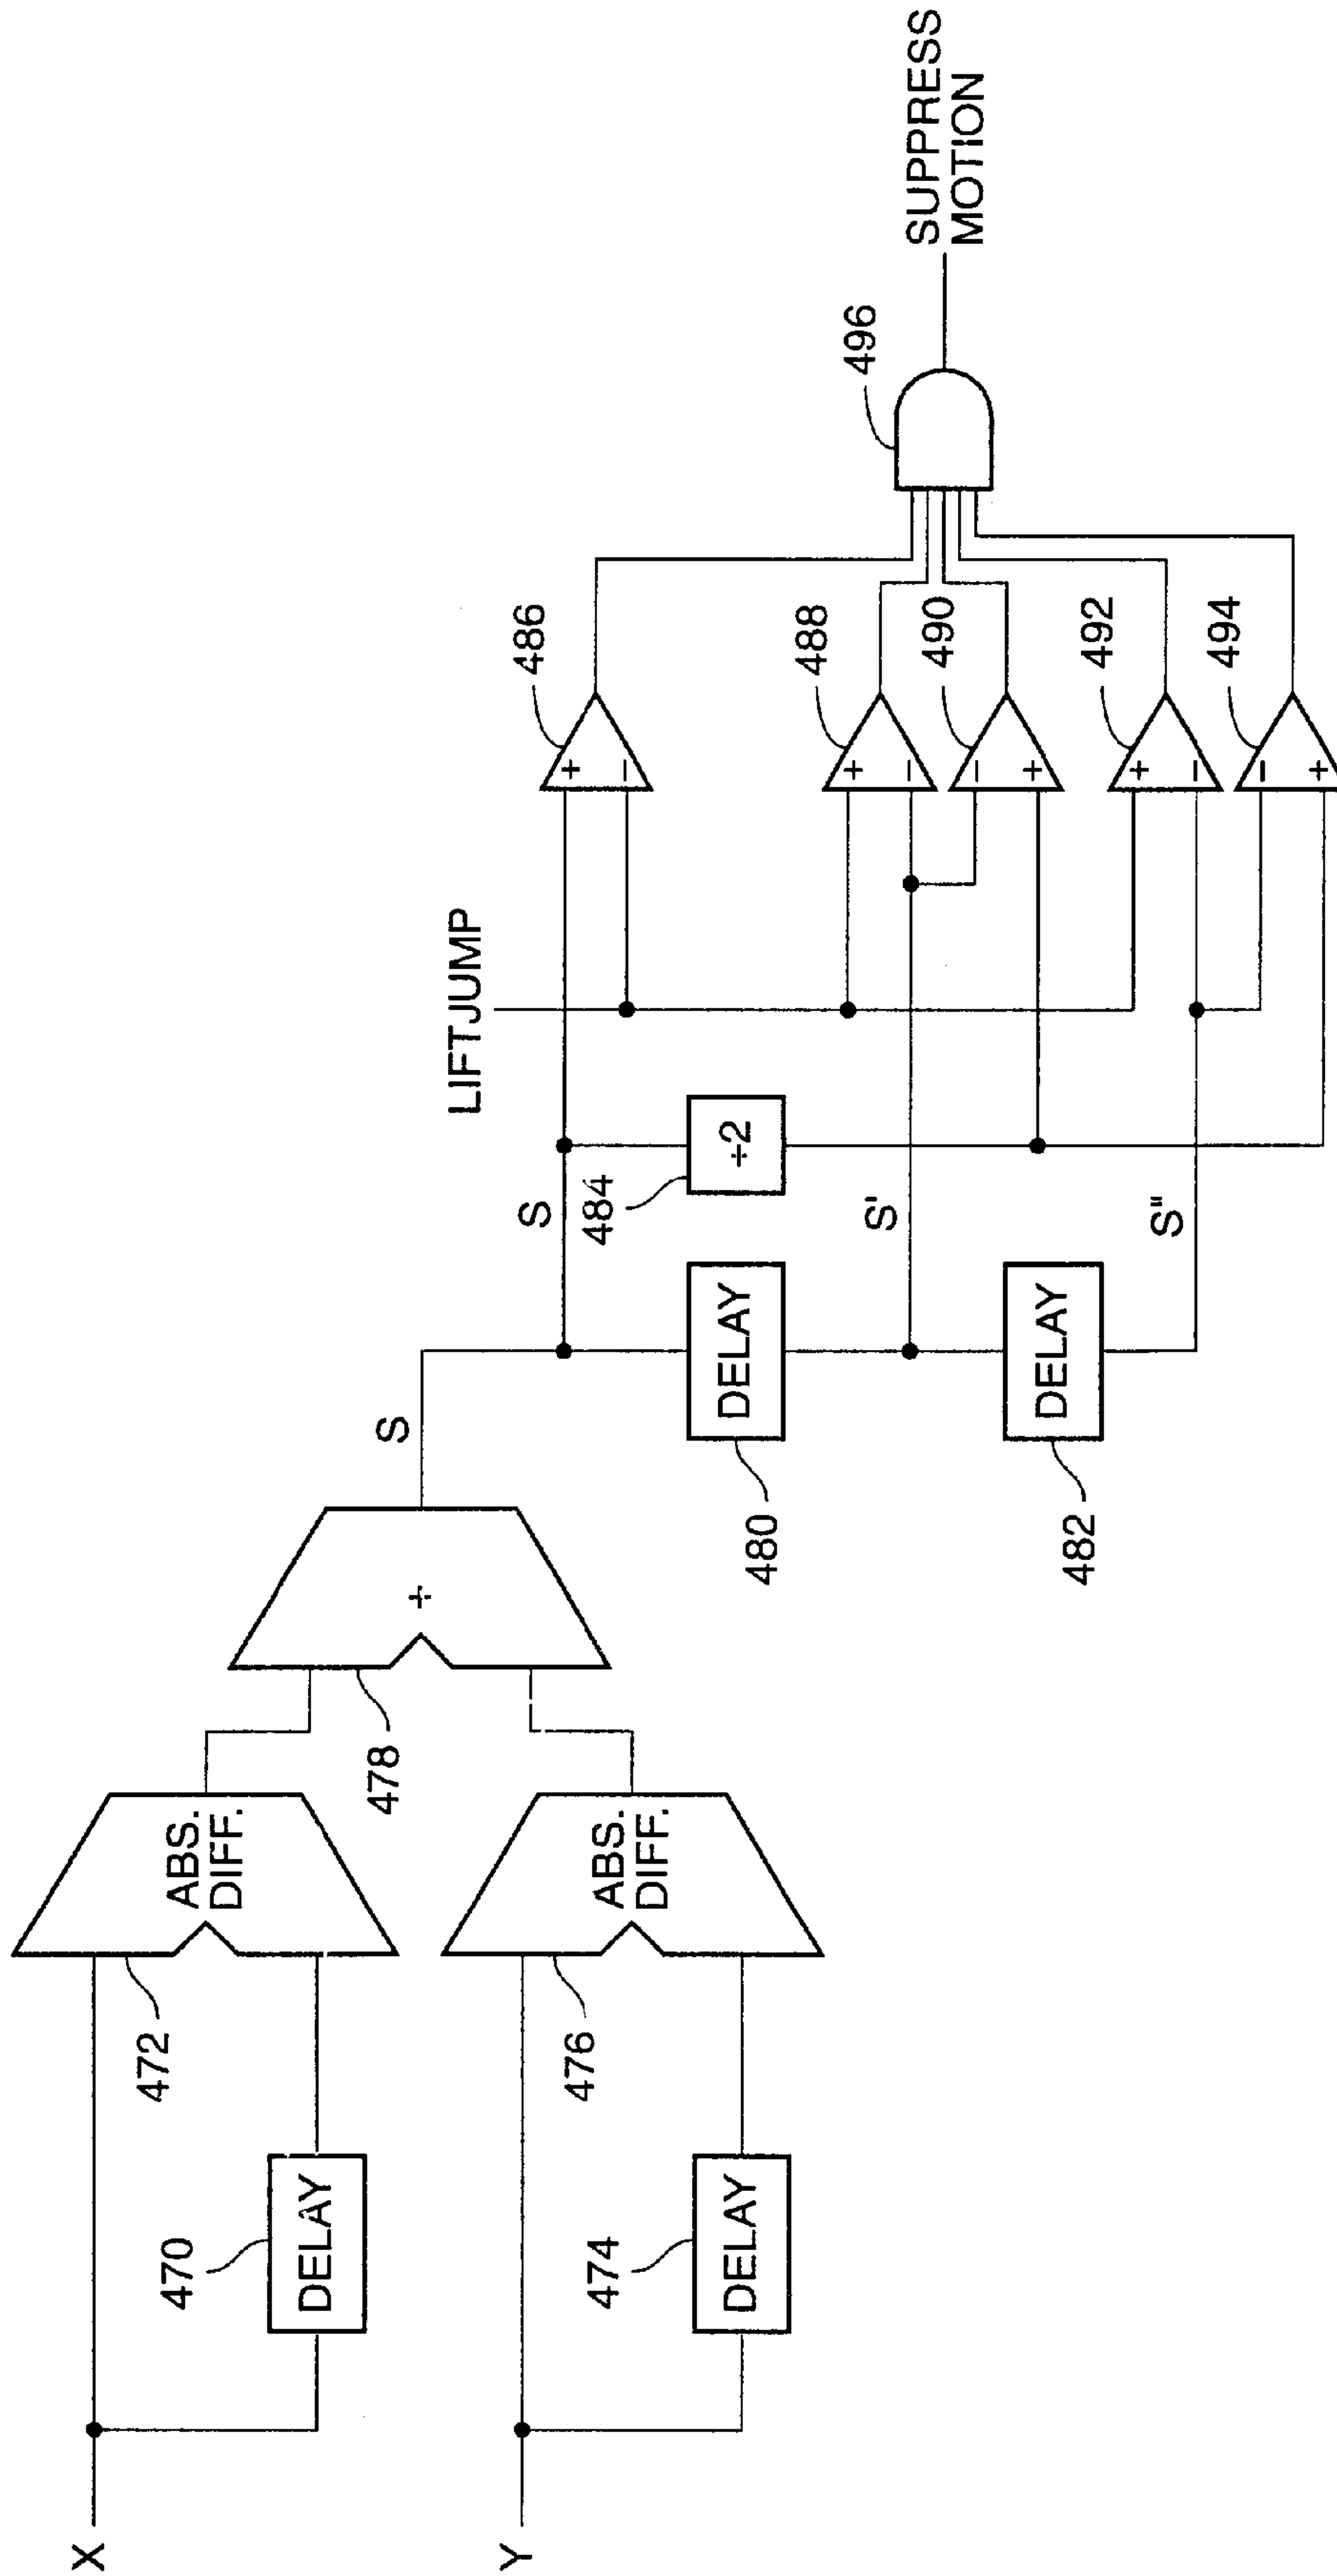 X
470
DELAY
472
ABS.
DIFF.
Y
474
DELAY
476
ABS.
DIFF.
478
+
S
480
DELAY
S'
482
DELAY
S"
S
484
÷2
LIFTJUMP
486
+
–
488
+
–
490
–
+
492
+
–
494
–
+
496
SUPPRESS
MOTION